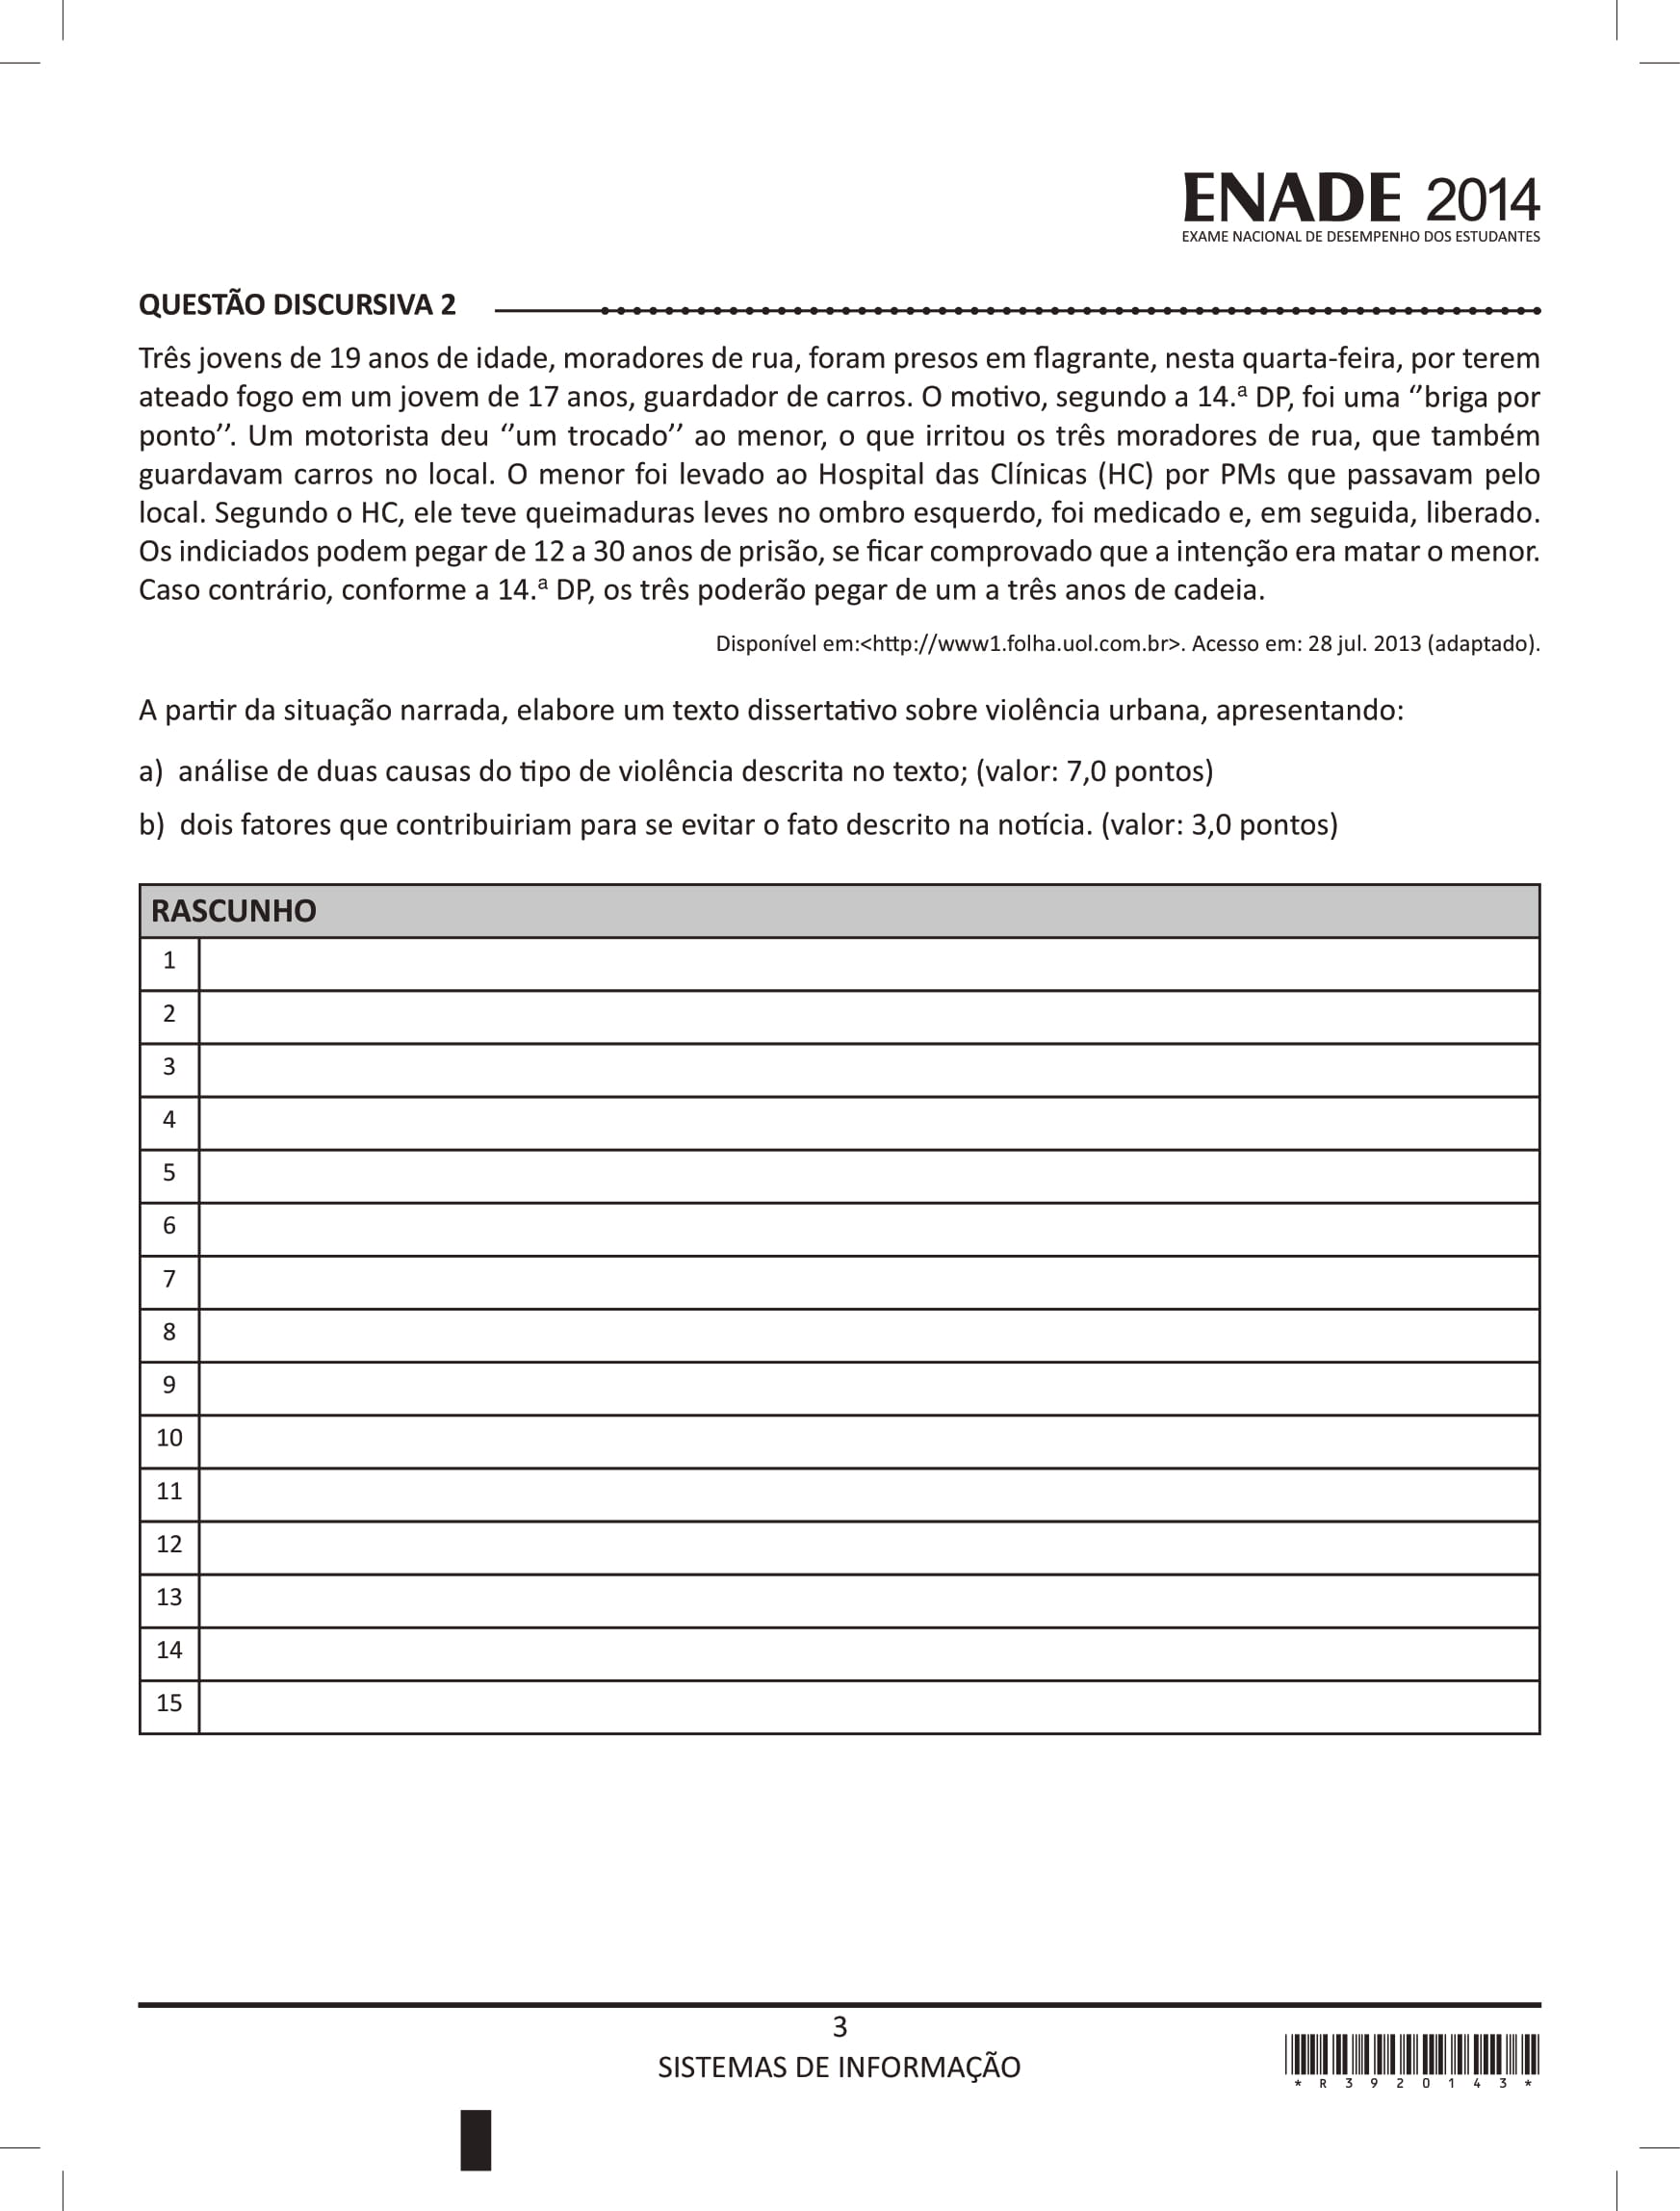 ENADE 2014
EXAME NACIONAL DE DESEMPENHO DOS ESTUDANTES
QUESTÃO DISCURSIVA 2
Três jovens de 19 anos de idade, moradores de rua, foram presos em flagrante, nesta quarta-feira, por terem
ateado fogo em um jovem de 17 anos, guardador de carros. O motivo, segundo a 14.ª DP, foi uma ‘’briga por
ponto’’. Um motorista deu ‘’um trocado’’ ao menor, o que irritou os três moradores de rua, que também
guardavam carros no local. O menor foi levado ao Hospital das Clínicas (HC) por PMs que passavam pelo
local. Segundo o HC, ele teve queimaduras leves no ombro esquerdo, foi medicado e, em seguida, liberado.
Os indiciados podem pegar de 12 a 30 anos de prisão, se ficar comprovado que a intenção era matar o menor.
Caso contrário, conforme a 14.ª DP, os três poderão pegar de um a três anos de cadeia.
Disponível em:<http://www1.folha.uol.com.br>. Acesso em: 28 jul. 2013 (adaptado).
A partir da situação narrada, elabore um texto dissertativo sobre violência urbana, apresentando:
a) análise de duas causas do tipo de violência descrita no texto; (valor: 7,0 pontos)
b) dois fatores que contribuiriam para se evitar o fato descrito na notícia. (valor: 3,0 pontos)
RASCUNHO
1
2
3
4
5
6
7
8
9
10
11
12
13
14
15
3
SISTEMAS DE INFORMAÇÃO
* R 3 9 2 0 1 4 3 *